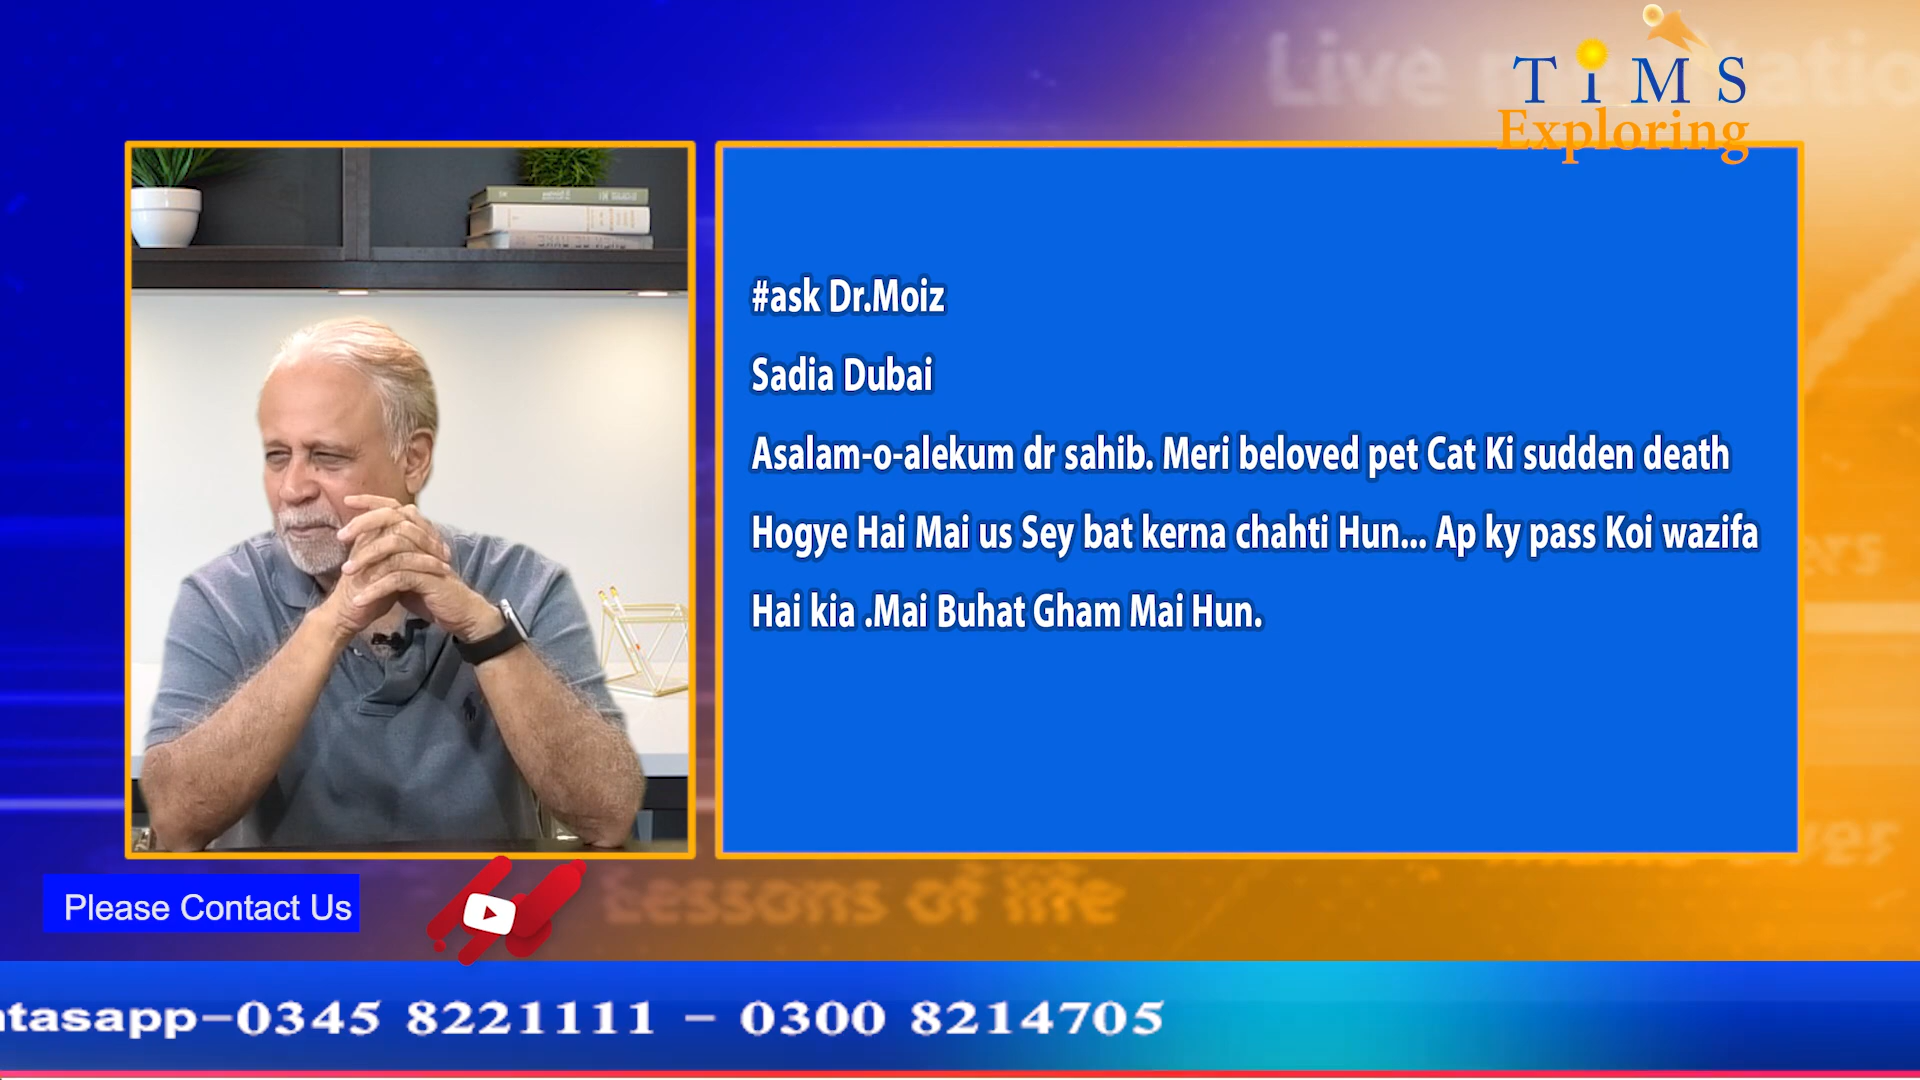 Live
TiMS
Exploring
#ask Dr.Moiz
Sadia Dubai
Asalam-o-alekum dr sahib. Meri beloved pet Cat Ki sudden death
Hogye Hai Mai us Sey bat kerna chahti Hun... Ap ky pass Koi wazifa
Hai kia .Mai Buhat Gham Mai Hun.
Please Contact Us
Lessons of life
ntasapp-0345 8221111 - 0300 8214705